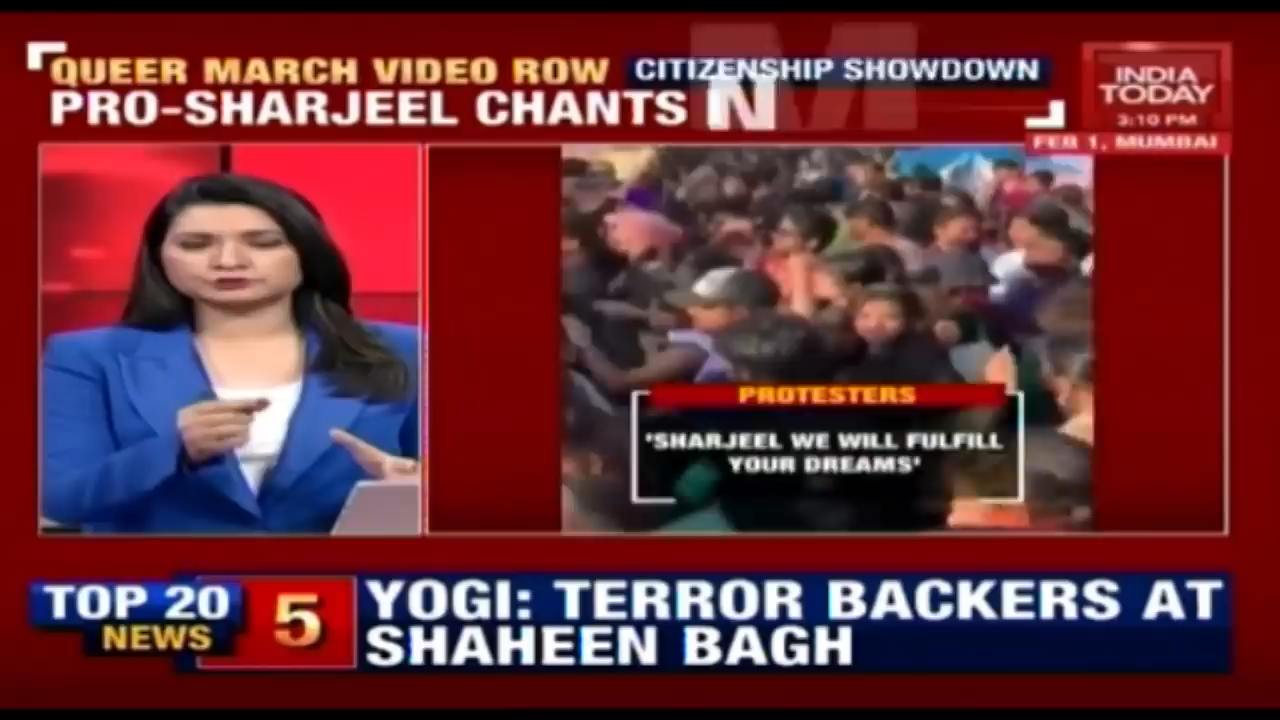 QUEER MARCH VIDEO ROW
CITIZENSHIP SHOWDOWN
PRO-SHARJEEL CHANTS N
M
INDIA
TODAY
3:10 PM
FEB 1, MUMBAI
PROTESTERS
'SHARJEEL WE WILL FULFILL
YOUR DREAMS'
TOP 20
NEWS
5
YOGI: TERROR BACKERS AT
SHAHEEN BAGH